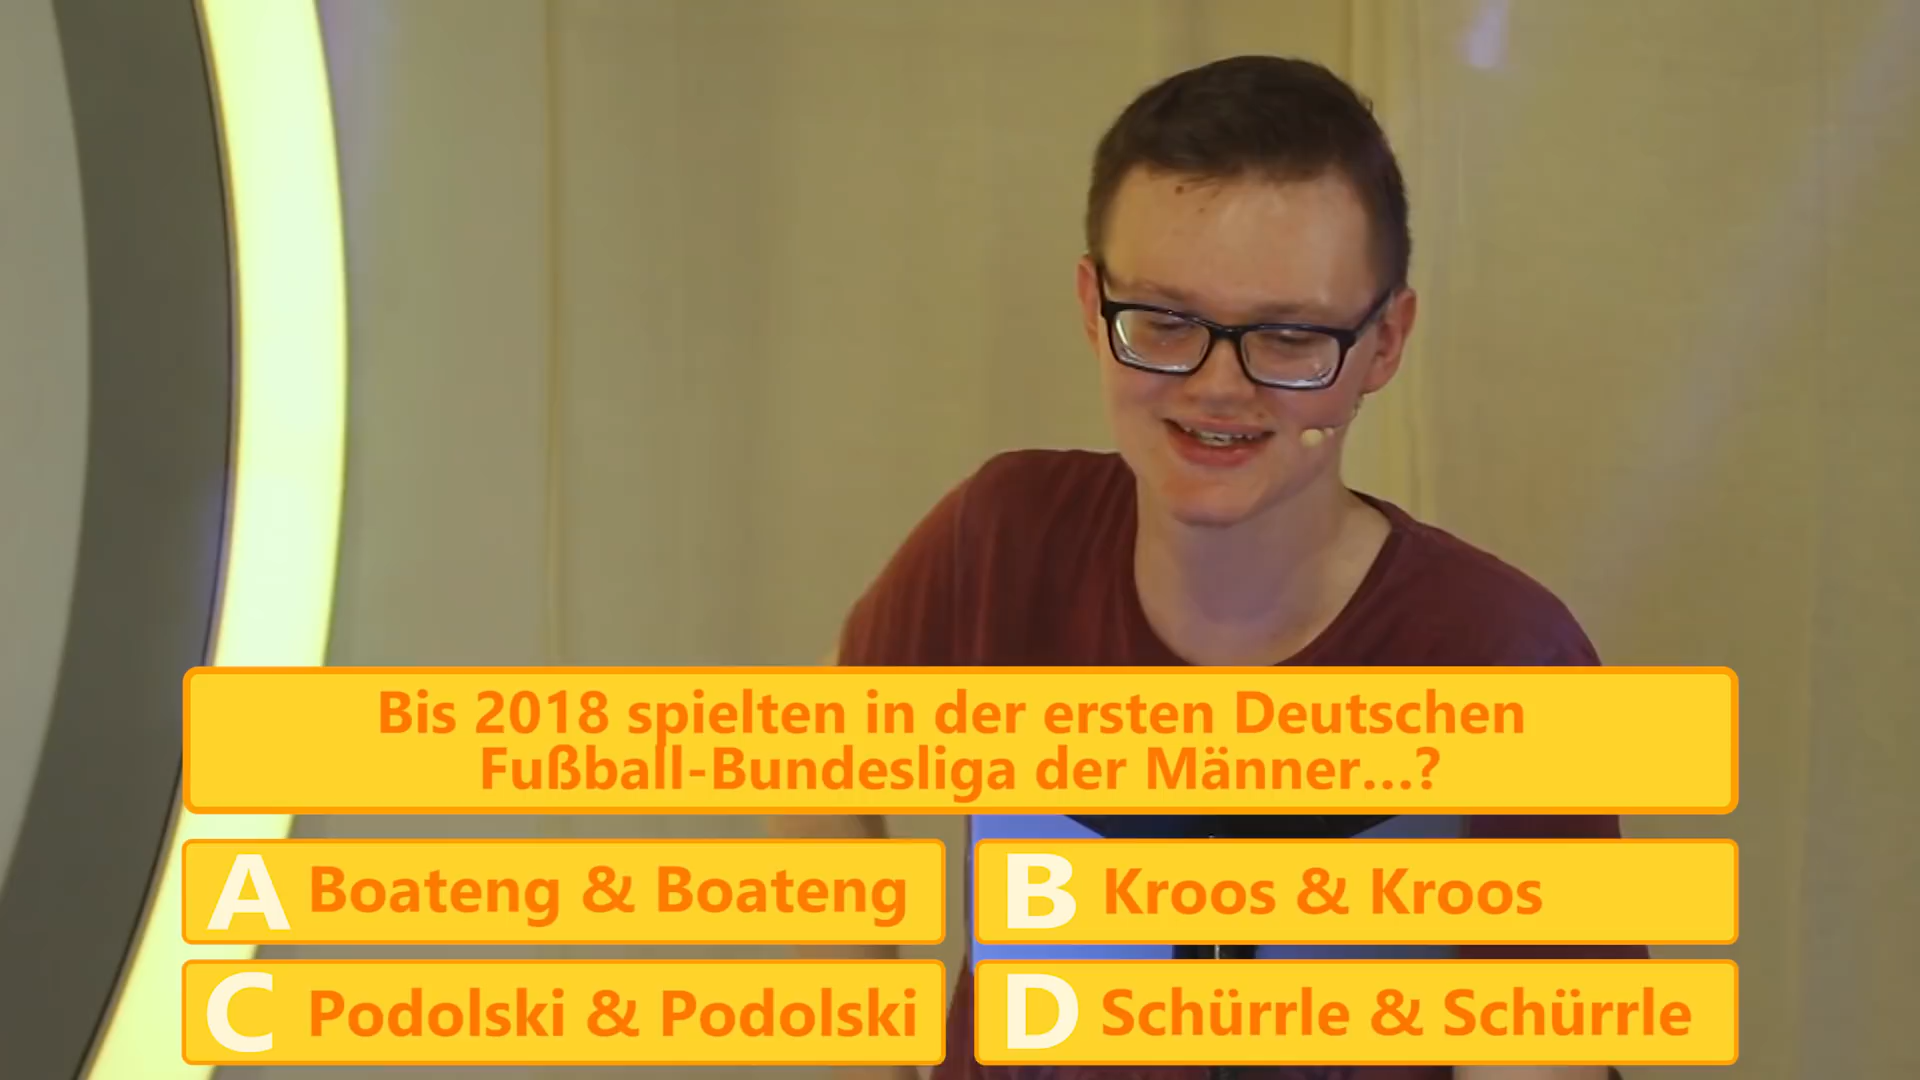 Bis 2018 spielten in der ersten Deutschen
Fußball-Bundesliga der Männer...?
A Boateng & Boateng
B Kroos & Kroos
C Podolski & Podolski
D Schürrle & Schürrle